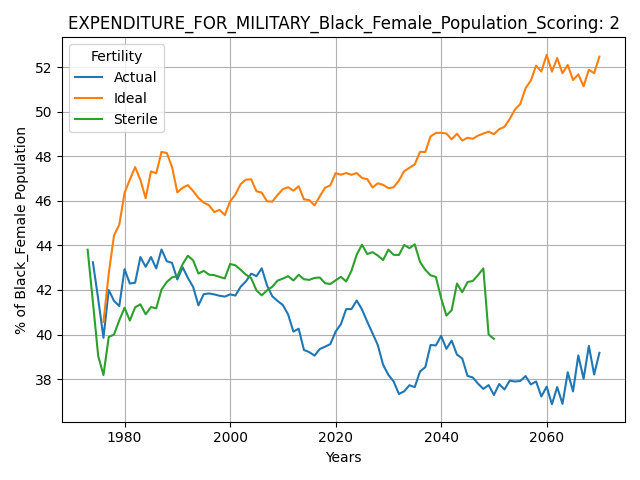 EXPENDITURE_FOR_MILITARY_Black_Female_Population_Scoring: 2
Fertility
Actual
Ideal
Sterile
% of Black_Female Population
52
50
48
46
44
42
40
38
1980
2000
2020
2040
2060
Years